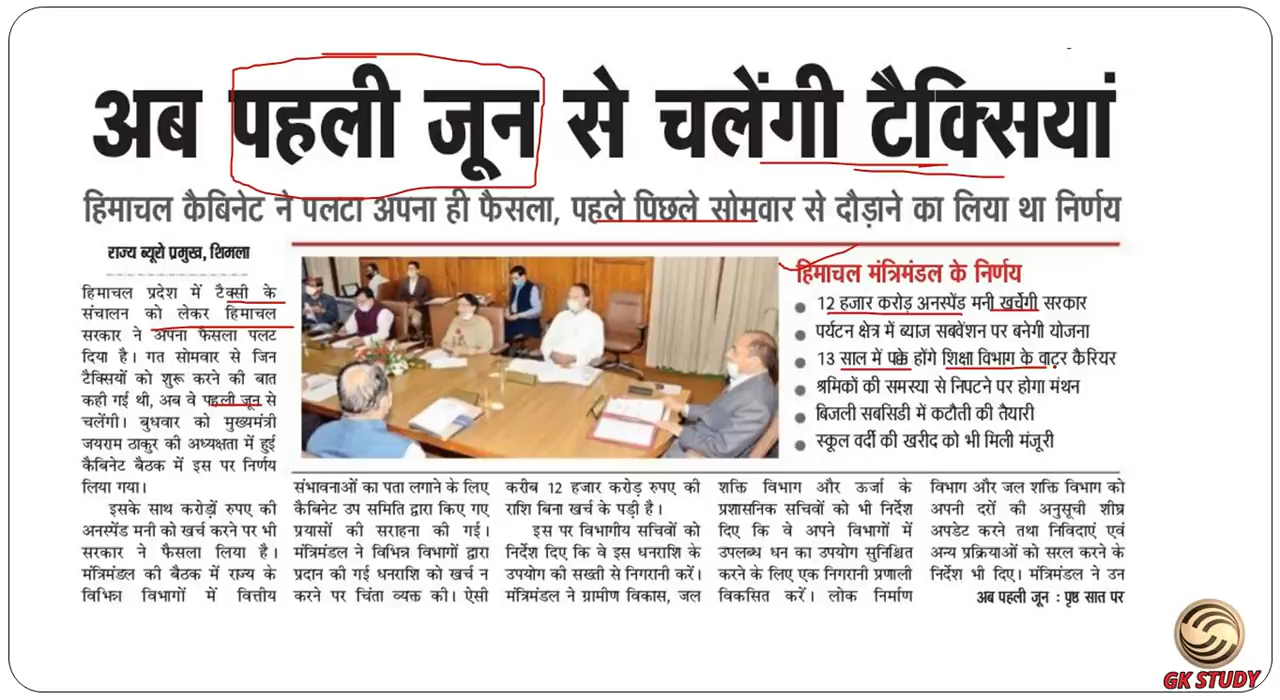 अब पहली जून से चलेंगी टैक्सियां
हिमाचल कैबिनेट ने पलटा अपना ही फैसला, पहले पिछले सोमवार से दौड़ाने का लिया था निर्णय
राज्य ब्यूरो प्रमुख, शिमला
हिमाचल प्रदेश में टैक्सी के
संचालन को लेकर हिमाचल
सरकार ने अपना फैसला पलट
दिया है। गत सोमवार से जिन
टैक्सियों को शुरू करने की बात
कही गई थी, अब वे पहली जून से
चलेंगी। बुधवार को मुख्यमंत्री
जयराम ठाकुर की अध्यक्षता में हुई
कैबिनेट बैठक में इस पर निर्णय
लिया गया।
इसके साथ करोड़ों रुपए की
अनस्पेंड मनी को खर्च करने पर भी
सरकार ने फैसला लिया है।
मंत्रिमंडल की बैठक में राज्य के
विभिन्न विभागों में वित्तीय
हिमाचल मंत्रिमंडल के निर्णय
● 12 हजार करोड़ अनस्पेंड मनी खर्चेगी सरकार
● पर्यटन क्षेत्र में ब्याज सबवेंशन पर बनेगी योजना
● 13 साल में पक्के होंगे शिक्षा विभाग के वाटर कैरियर
● श्रमिकों की समस्या से निपटने पर होगा मंथन
● बिजली सबसिडी में कटौती की तैयारी
● स्कूल वर्दी की खरीद को भी मिली मंजूरी
संभावनाओं का पता लगाने के लिए
कैबिनेट उप समिति द्वारा किए गए
प्रयासों की सराहना की गई।
मंत्रिमंडल ने विभिन्न विभागों द्वारा
प्रदान की गई धनराशि को खर्च न
करने पर चिंता व्यक्त की। ऐसी
करीब 12 हजार करोड़ रुपए की
राशि बिना खर्च के पड़ी है।
इस पर विभागीय सचिवों को
निर्देश दिए कि वे इस धनराशि के
उपयोग की सख्ती से निगरानी करें।
मंत्रिमंडल ने ग्रामीण विकास, जल
शक्ति विभाग और ऊर्जा के
प्रशासनिक सचिवों को भी निर्देश
दिए कि वे अपने विभागों में
उपलब्ध धन का उपयोग सुनिश्चित
करने के लिए एक निगरानी प्रणाली
विकसित करें। लोक निर्माण
विभाग और जल शक्ति विभाग को
अपनी दरों की अनुसूची शीघ्र
अपडेट करने तथा निविदाएं एवं
अन्य प्रक्रियाओं को सरल करने के
निर्देश भी दिए। मंत्रिमंडल ने उन
अब पहली जून : पृष्ठ सात पर
GK STUDY